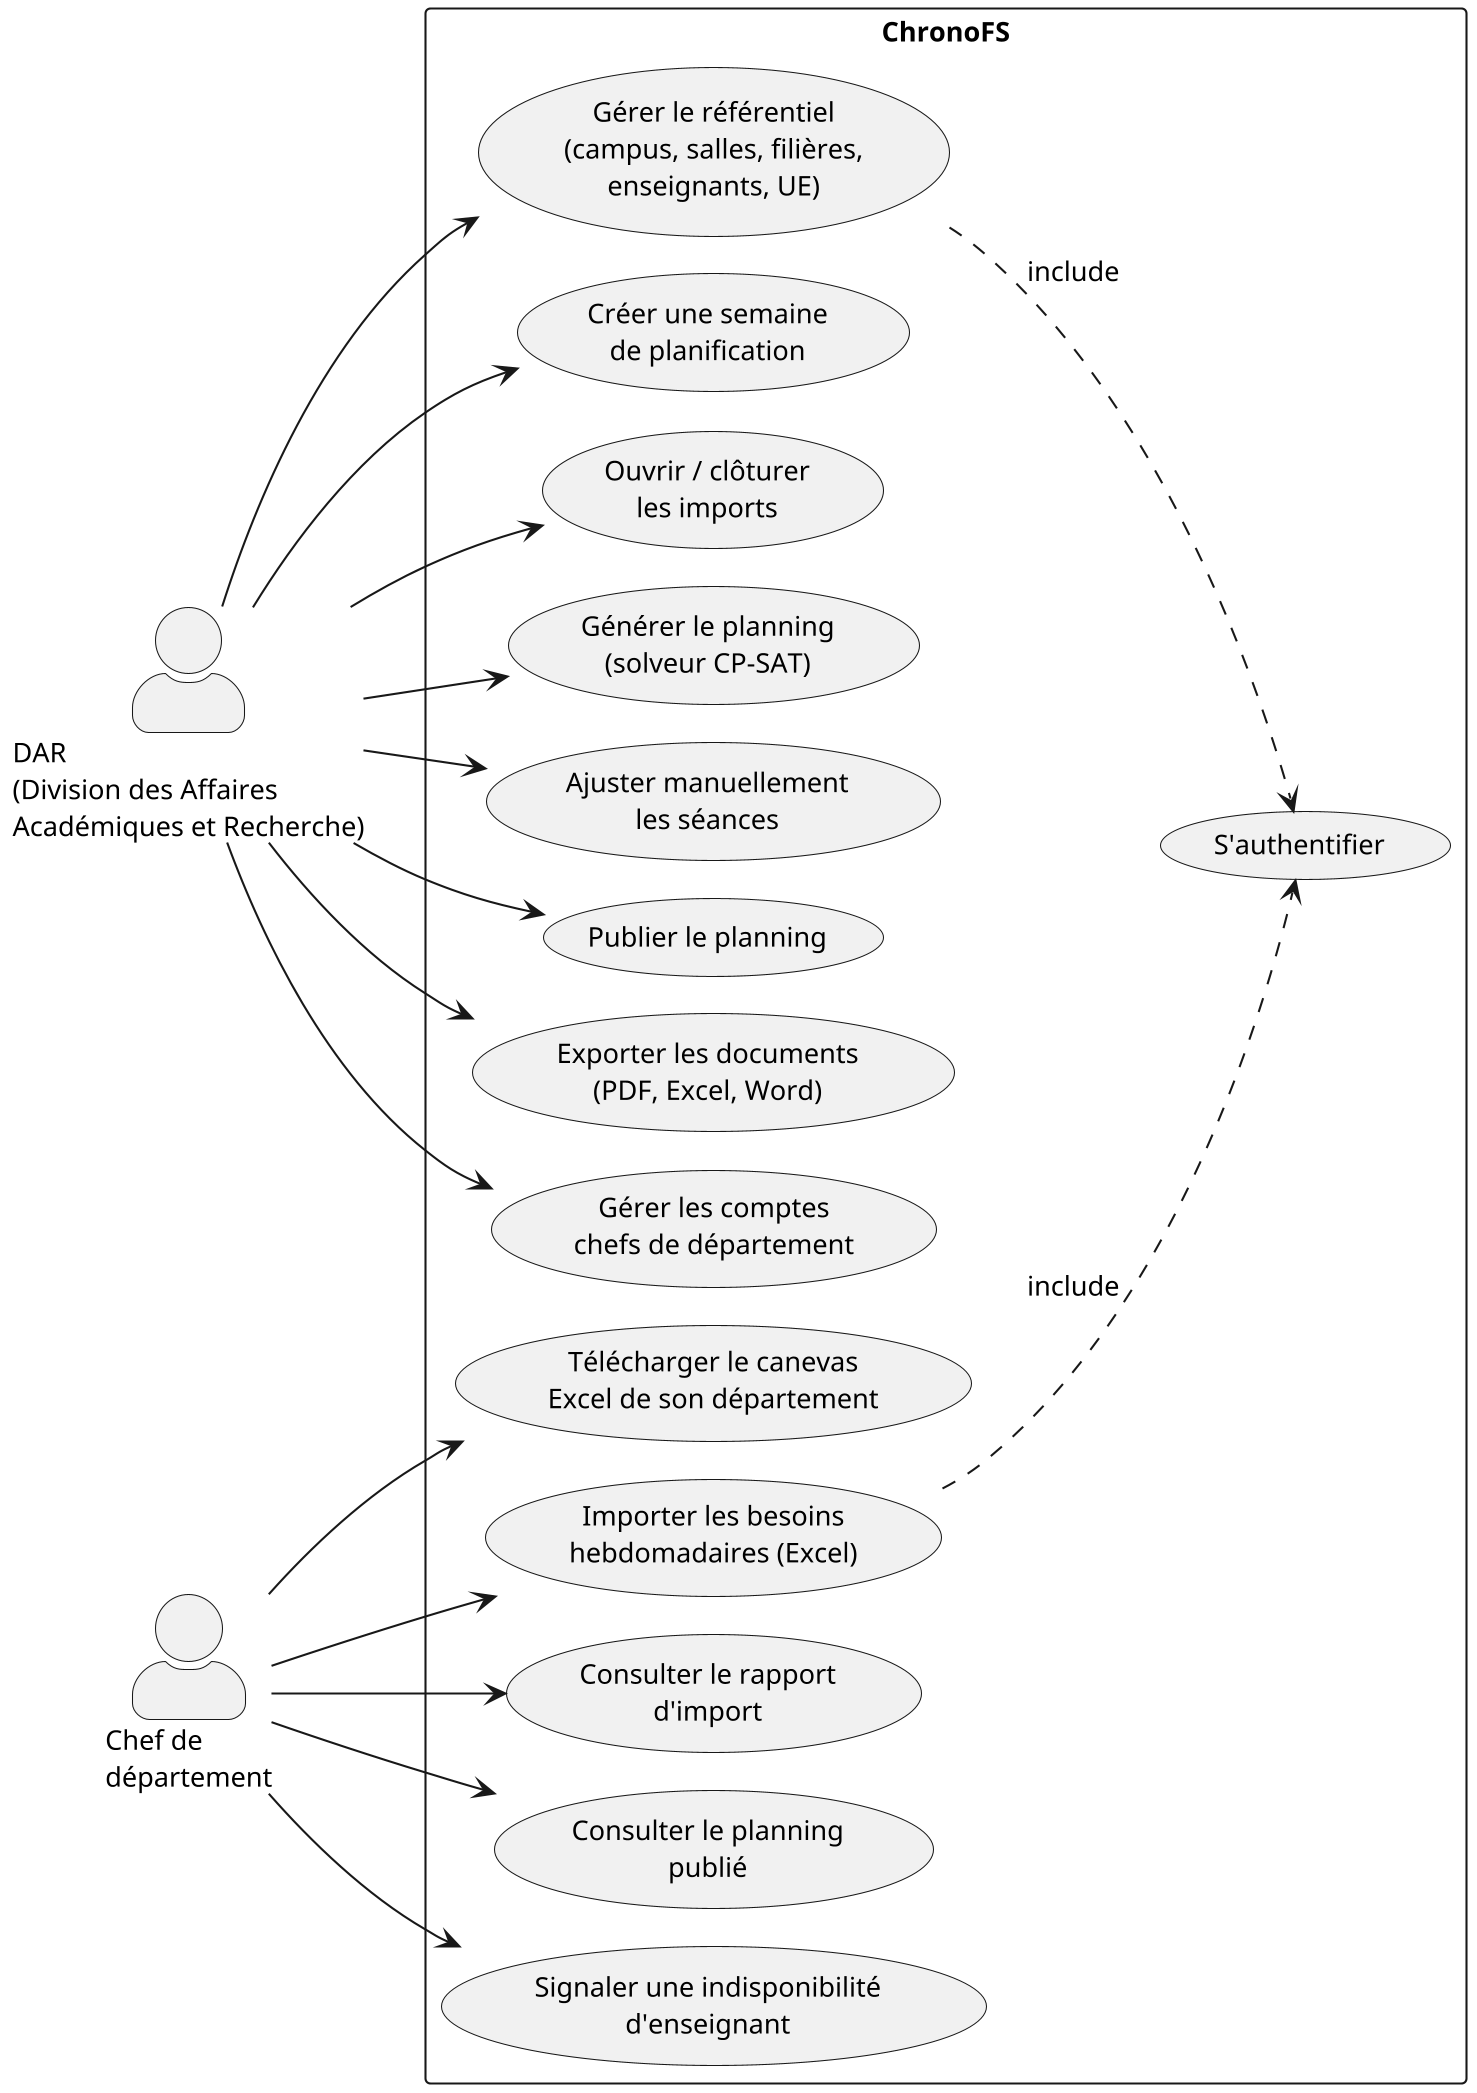 ChronoFS
Gérer le référentiel
(campus, salles, filières,
enseignants, UE)
include
Créer une semaine
de planification
Ouvrir / clôturer
les imports
Générer le planning
(solveur CP-SAT)
DAR
(Division des Affaires
Académiques et Recherche)
Ajuster manuellement
les séances
S'authentifier
Publier le planning
Exporter les documents
(PDF, Excel, Word)
Gérer les comptes
chefs de département
include
Télécharger le canevas
Excel de son département
Importer les besoins
hebdomadaires (Excel)
Consulter le rapport
d'import
Chef de
département
Consulter le planning
publié
Signaler une indisponibilité
d'enseignant